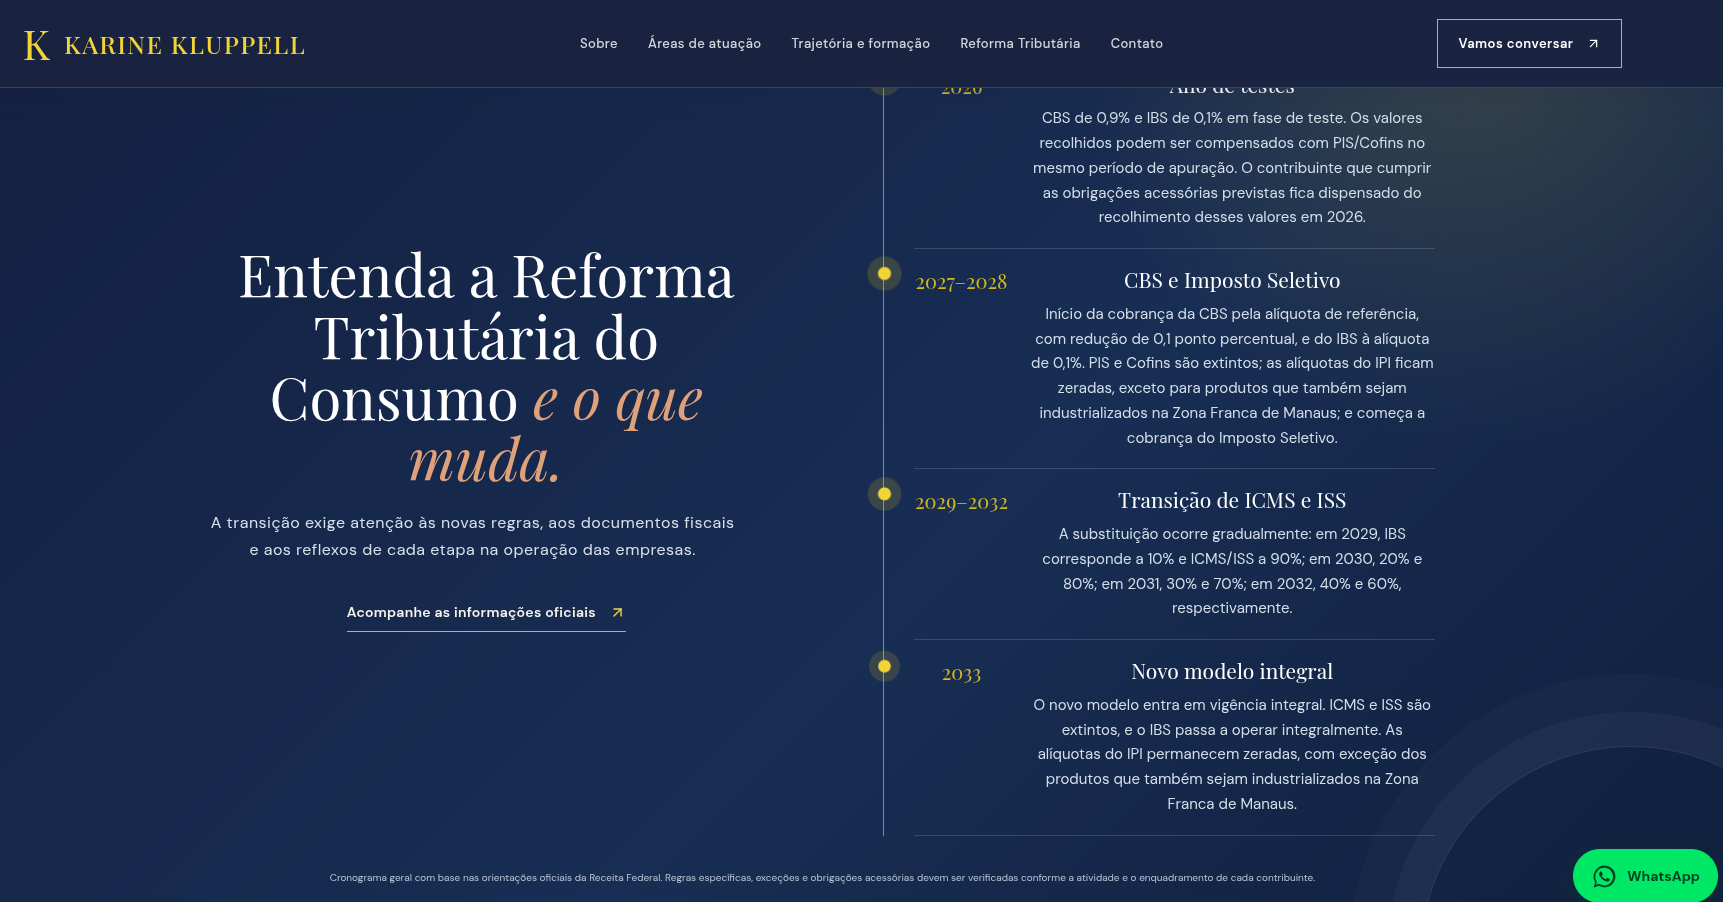 K KARINE KLUPPELL
Sobre
Áreas de atuação
Trajetória e formação
Reforma Tributária
Contato
Vamos conversar
Entenda a Reforma
Tributária do
Consumo e o que
muda.
A transição exige atenção às novas regras, aos documentos fiscais
e aos reflexos de cada etapa na operação das empresas.
Acompanhe as informações oficiais
2026
Ano de testes
CBS de 0,9% e IBS de 0,1% em fase de teste. Os valores
recolhidos podem ser compensados com PIS/Cofins no
mesmo período de apuração. O contribuinte que cumprir
as obrigações acessórias previstas fica dispensado do
recolhimento desses valores em 2026.
2027–2028
CBS e Imposto Seletivo
Início da cobrança da CBS pela alíquota de referência,
com redução de 0,1 ponto percentual, e do IBS à alíquota
de 0,1%. PIS e Cofins são extintos; as alíquotas do IPI ficam
zeradas, exceto para produtos que também sejam
industrializados na Zona Franca de Manaus; e começa a
cobrança do Imposto Seletivo.
2029–2032
Transição de ICMS e ISS
A substituição ocorre gradualmente: em 2029, IBS
corresponde a 10% e ICMS/ISS a 90%; em 2030, 20% e
80%; em 2031, 30% e 70%; em 2032, 40% e 60%,
respectivamente.
2033
Novo modelo integral
O novo modelo entra em vigência integral. ICMS e ISS são
extintos, e o IBS passa a operar integralmente. As
alíquotas do IPI permanecem zeradas, com exceção dos
produtos que também sejam industrializados na Zona
Franca de Manaus.
Cronograma geral com base nas orientações oficiais da Receita Federal. Regras específicas, exceções e obrigações acessórias devem ser verificadas conforme a atividade e o enquadramento de cada contribuinte.
WhatsApp